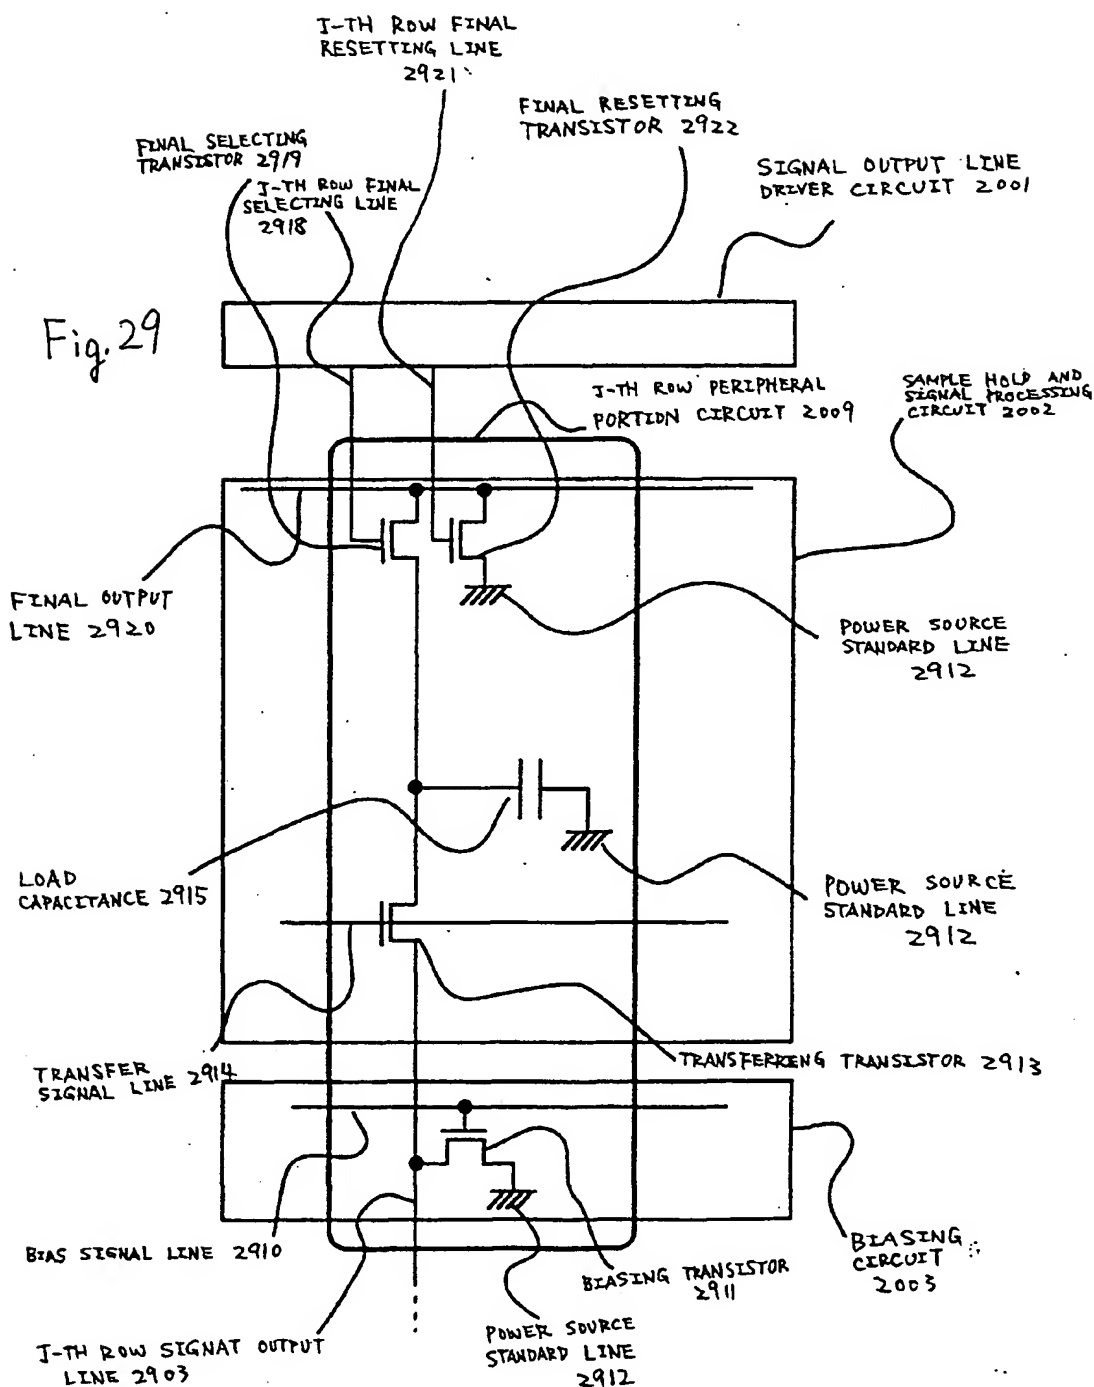 J-TH ROW FINAL
RESETTING LINE
2921
FINAL RESETTING
TRANSISTOR 2922
FINAL SELECTING
TRANSISTOR 2919
J-TH ROW FINAL
SELECTING LINE
2918
SIGNAL OUTPUT LINE
DRIVER CIRCUIT 2001
Fig. 29
J-TH ROW PERIPHERAL
PORTION CIRCUIT 2009
SAMPLE HOLD AND
SIGNAL PROCESSING
CIRCUIT 2002
FINAL OUTPUT
LINE 2920
POWER SOURCE
STANDARD LINE
2912
LOAD
CAPACITANCE 2915
POWER SOURCE
STANDARD LINE
2912
TRANSFER
SIGNAL LINE 2914
TRANSFERRING TRANSISTOR 2913
BIAS SIGNAL LINE 2910
BIASING TRANSISTOR
2911
BIASING
CIRCUIT
2003
J-TH ROW SIGNAT OUTPUT
LINE 2903
POWER SOURCE
STANDARD LINE
2912